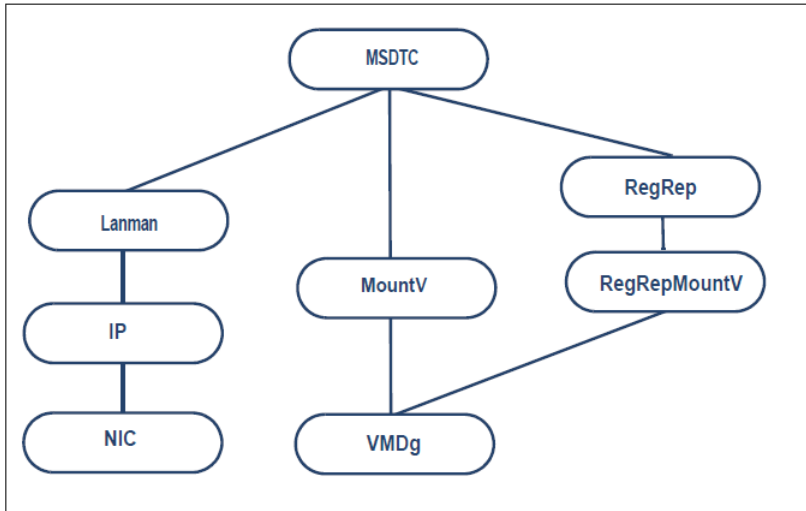 MSDTC
RegRep
Lanman
MountV
RegRepMountV
IP
NIC
VMDg